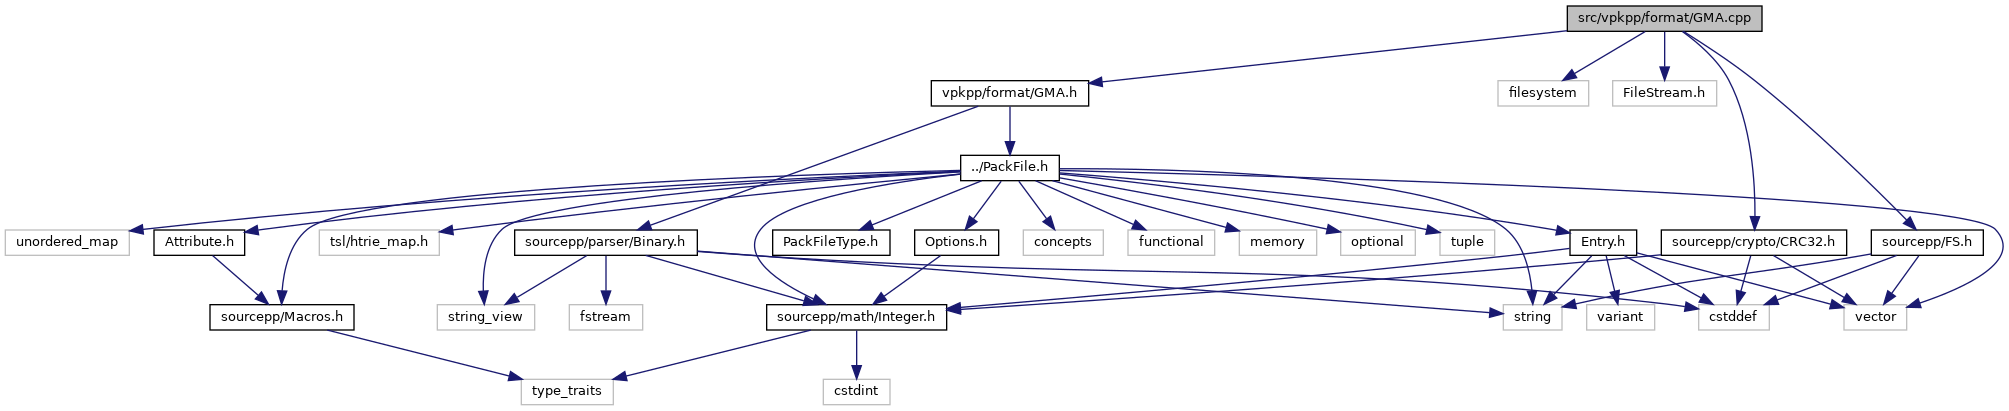 src/vpkpp/format/GMA.cpp
vpkpp/format/GMA.h
filesystem
FileStream.h
../PackFile.h
unordered_map
Attribute.h
tsl/htrie_map.h
sourcepp/parser/Binary.h
PackFileType.h
Options.h
concepts
functional
memory
optional
tuple
Entry.h
sourcepp/crypto/CRC32.h
sourcepp/FS.h
sourcepp/Macros.h
string_view
fstream
sourcepp/math/Integer.h
string
variant
cstddef
vector
type_traits
cstdint